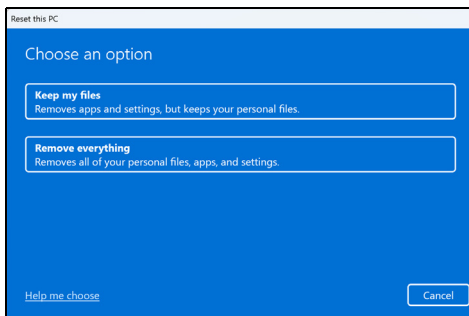 Reset this PC
Choose an option
Keep my files
Removes apps and settings, but keeps your personal files.
Remove everything
Removes all of your personal files, apps, and settings.
Help me choose
Cancel